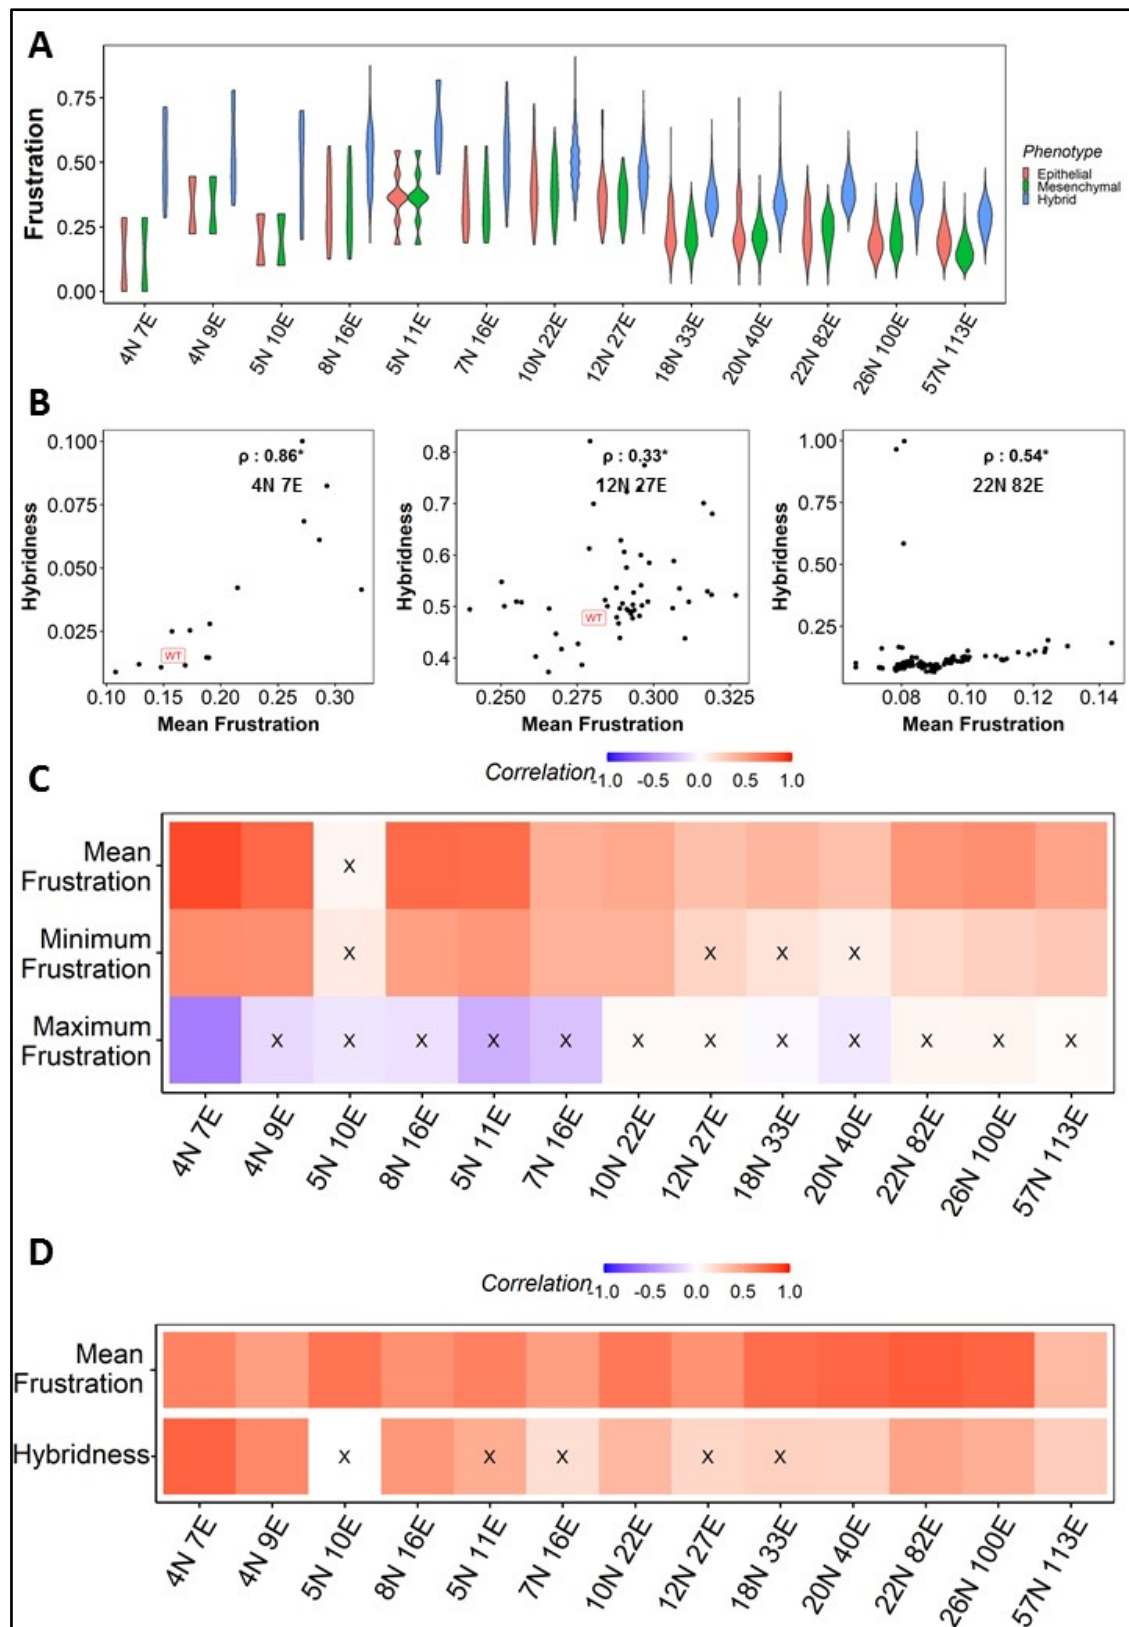 A
Frustration
0.75
0.50
0.25
0.00
Phenotype
Epithelial
Mesenchymal
Hybrid
4N 7E
4N 9E
5N 10E
8N 16E
5N 11E
7N 16E
10N 22E
12N 27E
18N 33E
20N 40E
22N 82E
26N 100E
57N 113E
B
Hybridness
0.100
0.075
0.050
0.025
ρ : 0.86*
4N 7E
WT
0.10
0.20
0.30
Mean Frustration
Hybridness
0.8
0.7
0.6
0.5
0.4
ρ : 0.33*
12N 27E
WT
0.250
0.275
0.300
0.325
Mean Frustration
Hybridness
1.00
0.75
0.50
0.25
ρ : 0.54*
22N 82E
0.08
0.10
0.12
0.14
Mean Frustration
C
Correlation
-1.0 -0.5 0.0 0.5 1.0
Mean
Frustration
X
Minimum
Frustration
X X X X
Maximum
Frustration
X X X X X X X X X X X X
4N 7E
4N 9E
5N 10E
8N 16E
5N 11E
7N 16E
10N 22E
12N 27E
18N 33E
20N 40E
22N 82E
26N 100E
57N 113E
D
Correlation
-1.0 -0.5 0.0 0.5 1.0
Mean
Frustration
Hybridness
X X X X X
4N 7E
4N 9E
5N 10E
8N 16E
5N 11E
7N 16E
10N 22E
12N 27E
18N 33E
20N 40E
22N 82E
26N 100E
57N 113E